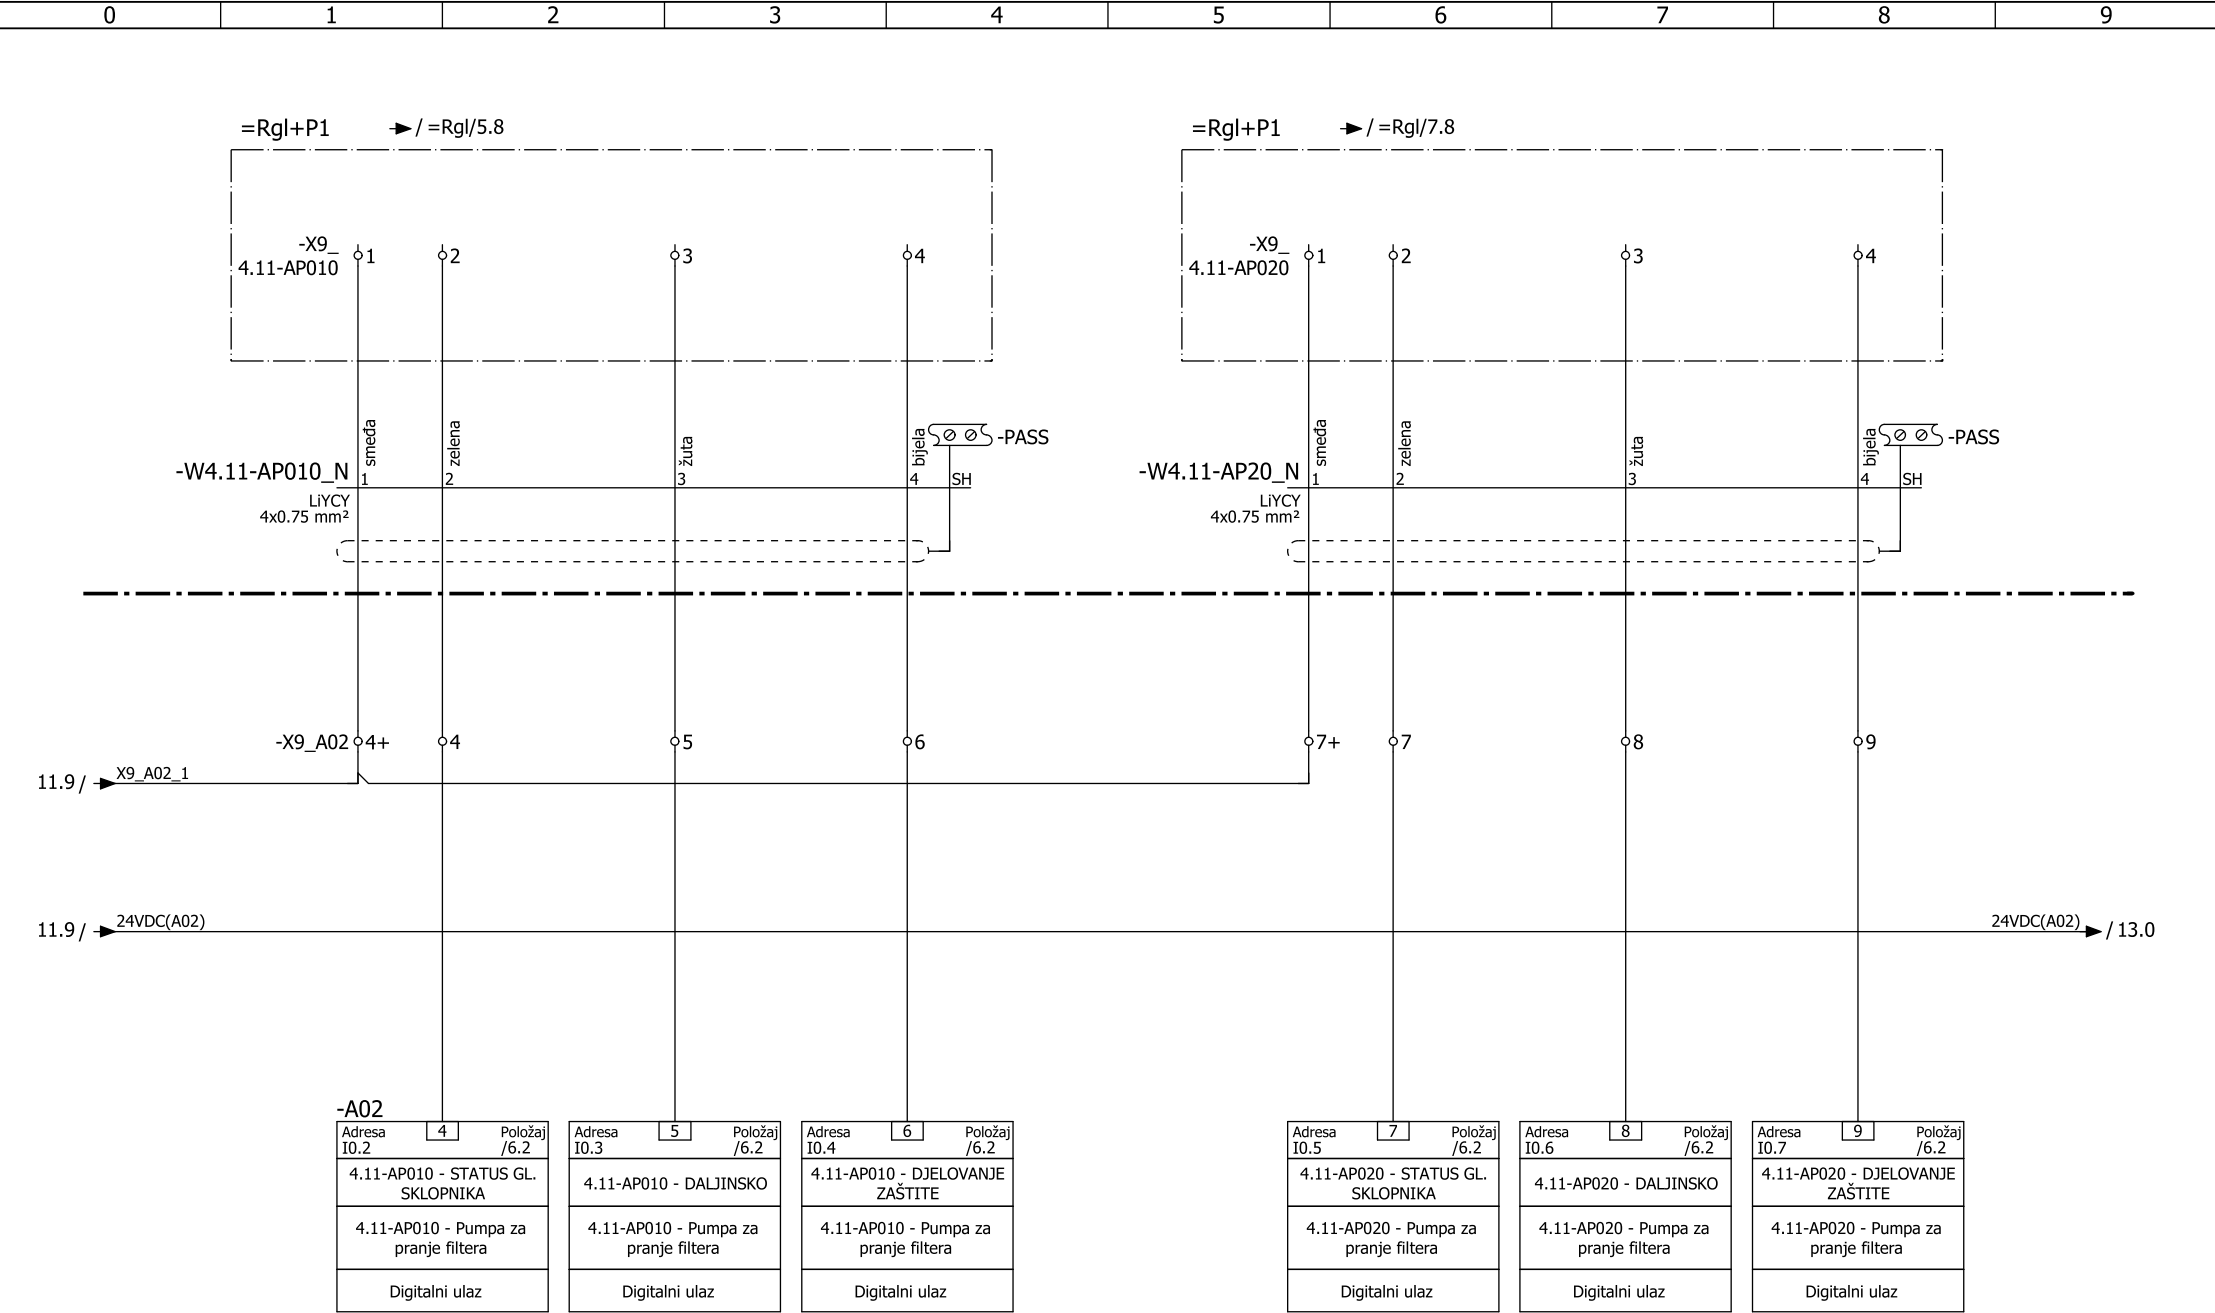 0 1 2 3 4 5 6 7 8 9
=Rgl+P1 / =Rgl/5.8
-X9_
4.11-AP010
1 2 3 4
smeđa zelena žuta bijela
-PASS
-W4.11-AP010_N
1 2 3 4 SH
LiYCY
4x0.75 mm²
=Rgl+P1 / =Rgl/7.8
-X9_
4.11-AP020
1 2 3 4
smeđa zelena žuta bijela
-PASS
-W4.11-AP20_N
1 2 3 4 SH
LiYCY
4x0.75 mm²
-X9_A02 4+ 4 5 6 7+ 7 8 9
11.9 / X9_A02_1
11.9 / 24VDC(A02) 24VDC(A02) / 13.0
-A02
Adresa 4 Položaj
I0.2 /6.2
4.11-AP010 - STATUS GL.
SKLOPNIKA
4.11-AP010 - Pumpa za
pranje filtera
Digitalni ulaz
Adresa 5 Položaj
I0.3 /6.2
4.11-AP010 - DALJINSKO
4.11-AP010 - Pumpa za
pranje filtera
Digitalni ulaz
Adresa 6 Položaj
I0.4 /6.2
4.11-AP010 - DJELOVANJE
ZAŠTITE
4.11-AP010 - Pumpa za
pranje filtera
Digitalni ulaz
Adresa 7 Položaj
I0.5 /6.2
4.11-AP020 - STATUS GL.
SKLOPNIKA
4.11-AP020 - Pumpa za
pranje filtera
Digitalni ulaz
Adresa 8 Položaj
I0.6 /6.2
4.11-AP020 - DALJINSKO
4.11-AP020 - Pumpa za
pranje filtera
Digitalni ulaz
Adresa 9 Položaj
I0.7 /6.2
4.11-AP020 - DJELOVANJE
ZAŠTITE
4.11-AP020 - Pumpa za
pranje filtera
Digitalni ulaz